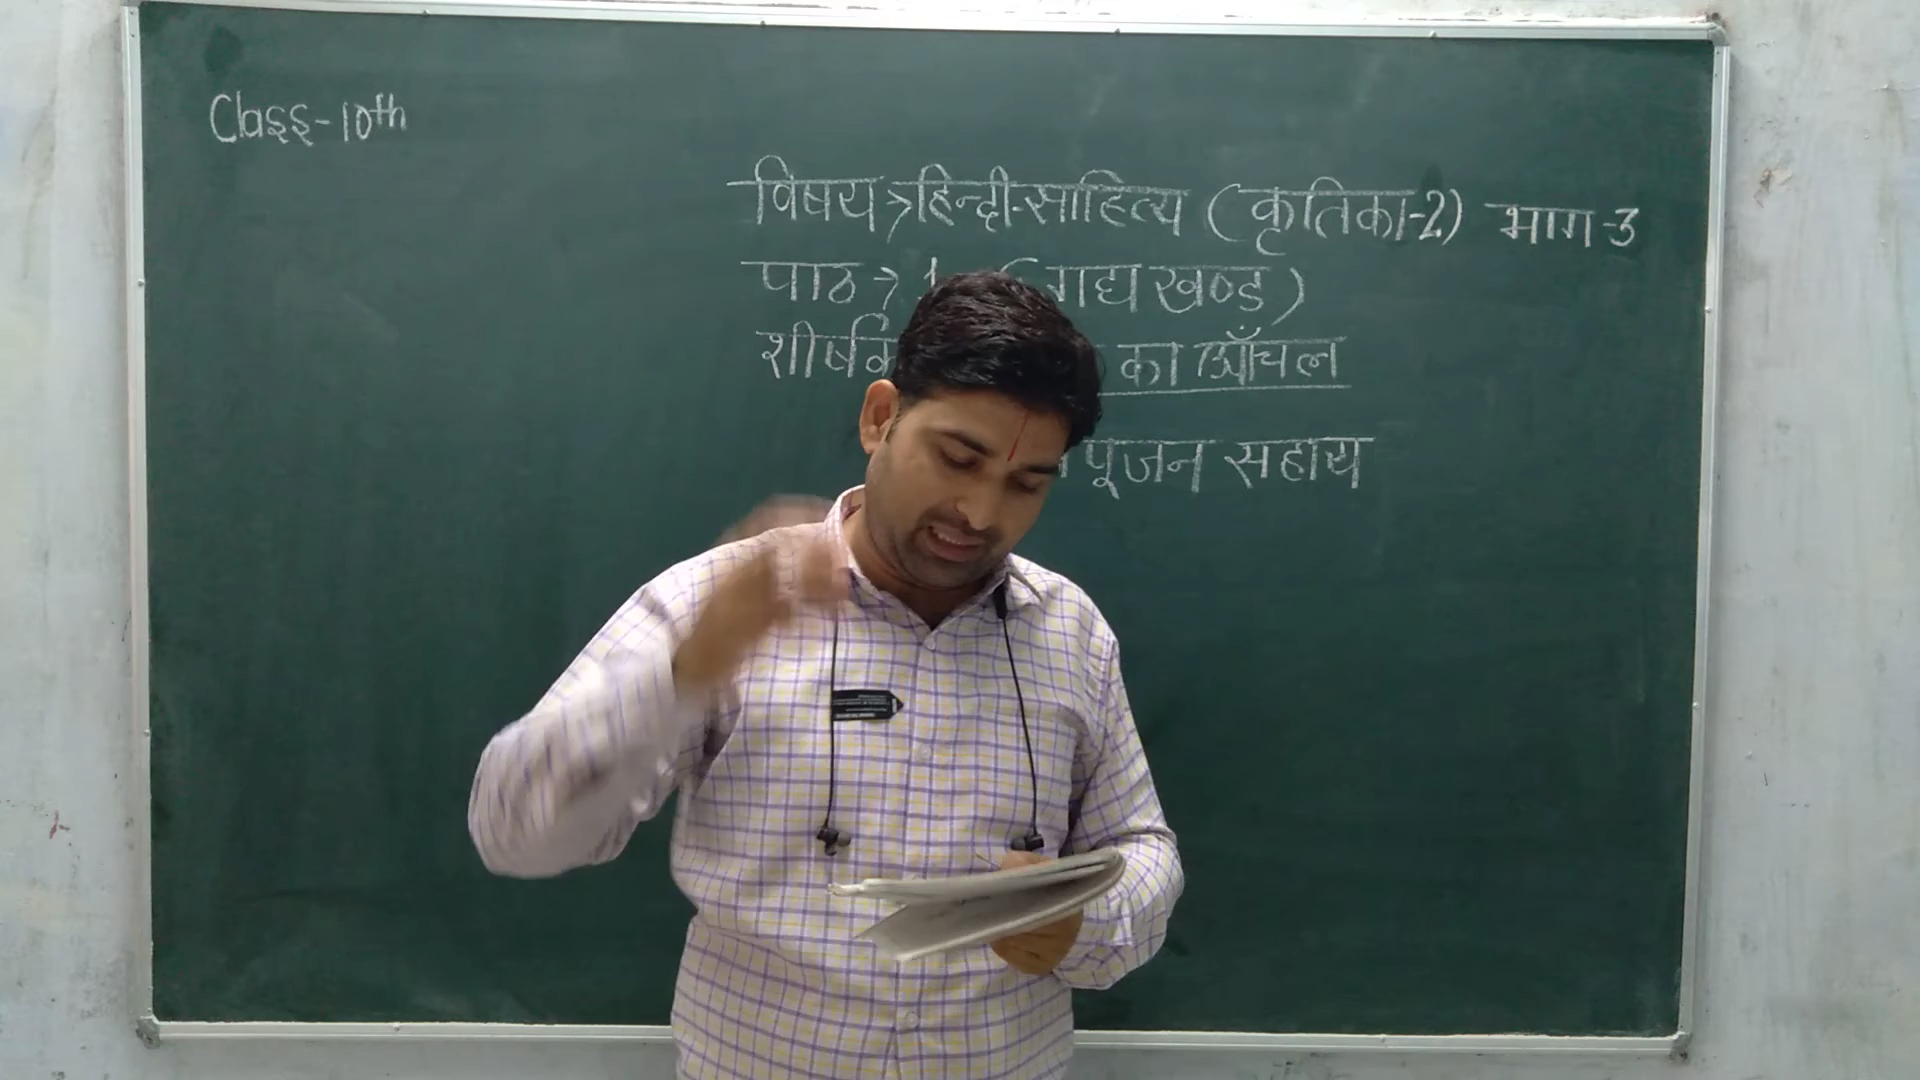 Class-10th
विषय→हिन्दी-साहित्य (कृतिका-2) भाग-3
पाठ→1 (गद्य खण्ड)
का आँचल
पूजन सहाय